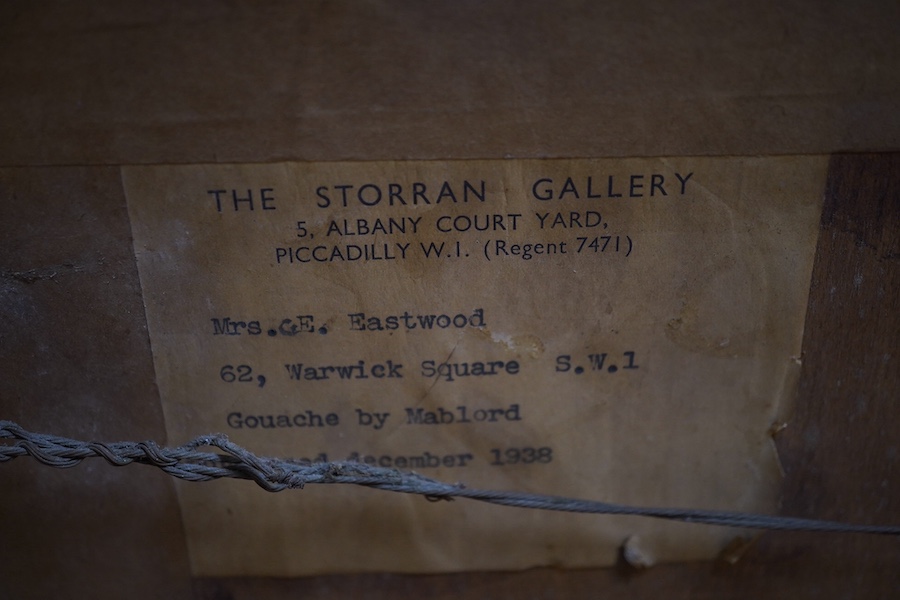 THE STORRAN GALLERY
5, ALBANY COURT YARD,
PICCADILLY W.I. (Regent 7471)
Mrs. E. Eastwood
62, Warwick Square S.W.1
Gouache by Mablord
december 1938